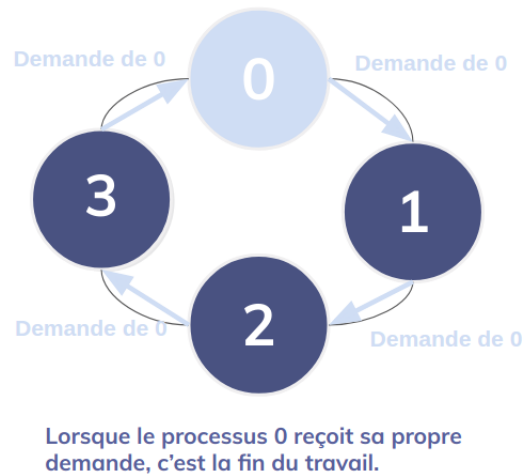 0
Demande de 0
Demande de 0
3
1
2
Demande de 0
Demande de 0
Lorsque le processus 0 reçoit sa propre
demande, c'est la fin du travail.